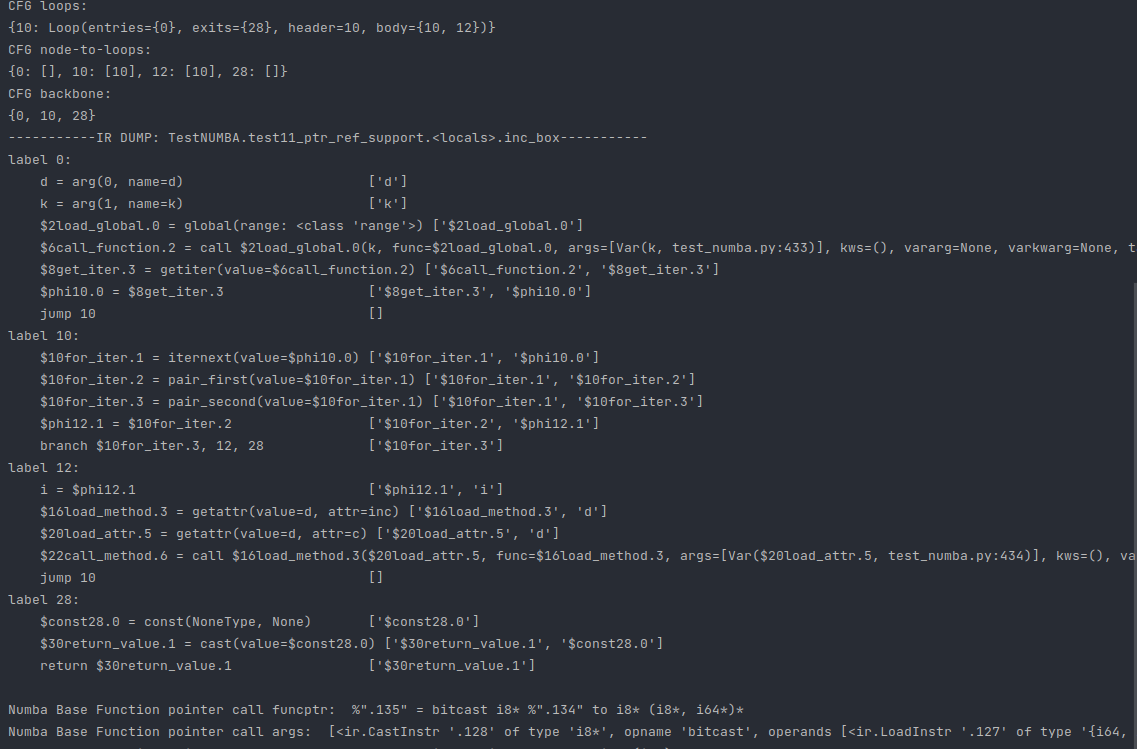 CFG loops:
{10: Loop(entries={0}, exits={28}, header=10, body={10, 12})}
CFG node-to-loops:
{0: [], 10: [10], 12: [10], 28: []}
CFG backbone:
{0, 10, 28}
-----------IR DUMP: TestNUMBA.test11_ptr_ref_support.<locals>.inc_box-----------
label 0:
    d = arg(0, name=d)                       ['d']
    k = arg(1, name=k)                       ['k']
    $2load_global.0 = global(range: <class 'range'>) ['$2load_global.0']
    $6call_function.2 = call $2load_global.0(k, func=$2load_global.0, args=[Var(k, test_numba.py:433)], kws=(), vararg=None, varkwarg=None, t
    $8get_iter.3 = getiter(value=$6call_function.2) ['$6call_function.2', '$8get_iter.3']
    $phi10.0 = $8get_iter.3                  ['$8get_iter.3', '$phi10.0']
    jump 10                                  []
label 10:
    $10for_iter.1 = iternext(value=$phi10.0) ['$10for_iter.1', '$phi10.0']
    $10for_iter.2 = pair_first(value=$10for_iter.1) ['$10for_iter.1', '$10for_iter.2']
    $10for_iter.3 = pair_second(value=$10for_iter.1) ['$10for_iter.1', '$10for_iter.3']
    $phi12.1 = $10for_iter.2                 ['$10for_iter.2', '$phi12.1']
    branch $10for_iter.3, 12, 28             ['$10for_iter.3']
label 12:
    i = $phi12.1                             ['$phi12.1', 'i']
    $16load_method.3 = getattr(value=d, attr=inc) ['$16load_method.3', 'd']
    $20load_attr.5 = getattr(value=d, attr=c) ['$20load_attr.5', 'd']
    $22call_method.6 = call $16load_method.3($20load_attr.5, func=$16load_method.3, args=[Var($20load_attr.5, test_numba.py:434)], kws=(), va
    jump 10                                  []
label 28:
    $const28.0 = const(NoneType, None)       ['$const28.0']
    $30return_value.1 = cast(value=$const28.0) ['$30return_value.1', '$const28.0']
    return $30return_value.1                 ['$30return_value.1']

Numba Base Function pointer call funcptr:  %".135" = bitcast i8* %".134" to i8* (i8*, i64*)*
Numba Base Function pointer call args:  [<ir.CastInstr '.128' of type 'i8*', opname 'bitcast', operands [<ir.LoadInstr '.127' of type '{i64,